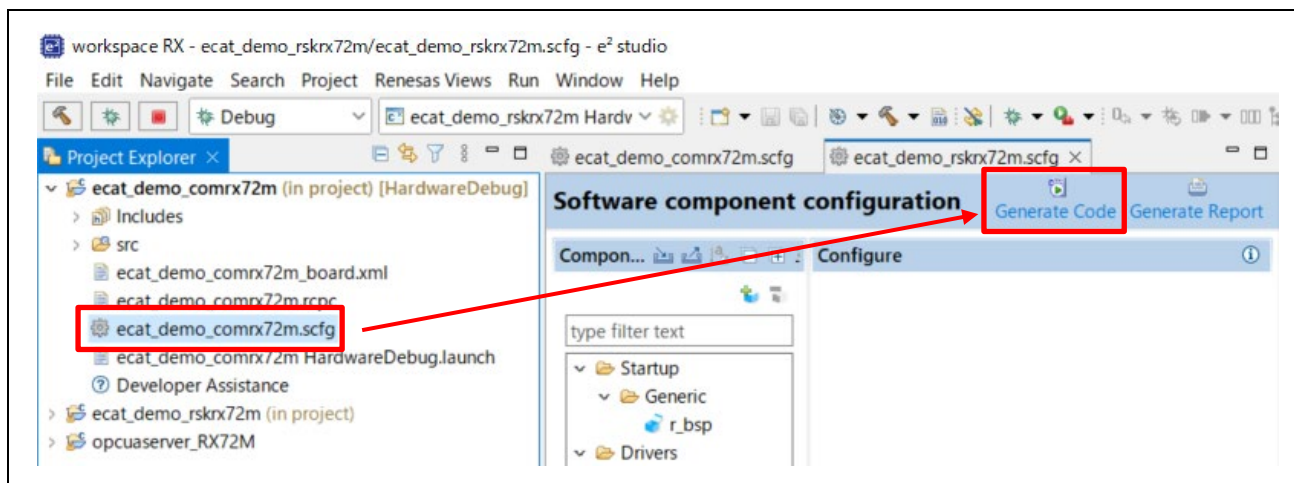 workspace RX - ecat_demo_rskrx72m/ecat_demo_rskrx72m.scfg - e² studio
File Edit Navigate Search Project Renesas Views Run Window Help
Debug ecat_demo_rskrx72m Hardv
Project Explorer ecat_demo_comrx72m.scfg ecat_demo_rskrx72m.scfg
ecat_demo_comrx72m (in project) [HardwareDebug]
Software component configuration Generate Code Generate Report
Includes
src
Compon... Configure
ecat_demo_comrx72m_board.xml
ecat_demo_comrx72m.rcpc
type filter text
ecat_demo_comrx72m.scfg
ecat_demo_comrx72m HardwareDebug.launch
Startup
Developer Assistance
Generic
ecat_demo_rskrx72m (in project)
r_bsp
opcuaserver_RX72M
Drivers